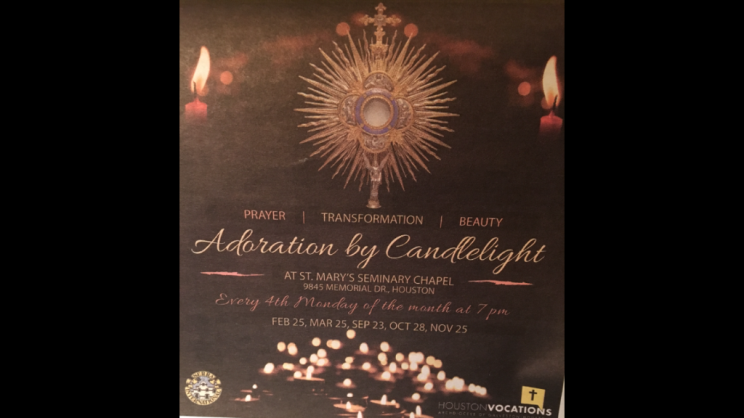 PRAYER | TRANSFORMATION | BEAUTY
Adoration by Candlelight
AT ST. MARY'S SEMINARY CHAPEL
9845 MEMORIAL DR., HOUSTON
Every 4th Monday of the month at 7 pm
FEB 25, MAR 25, SEP 23, OCT 28, NOV 25
HOUSTONVOCATIONS